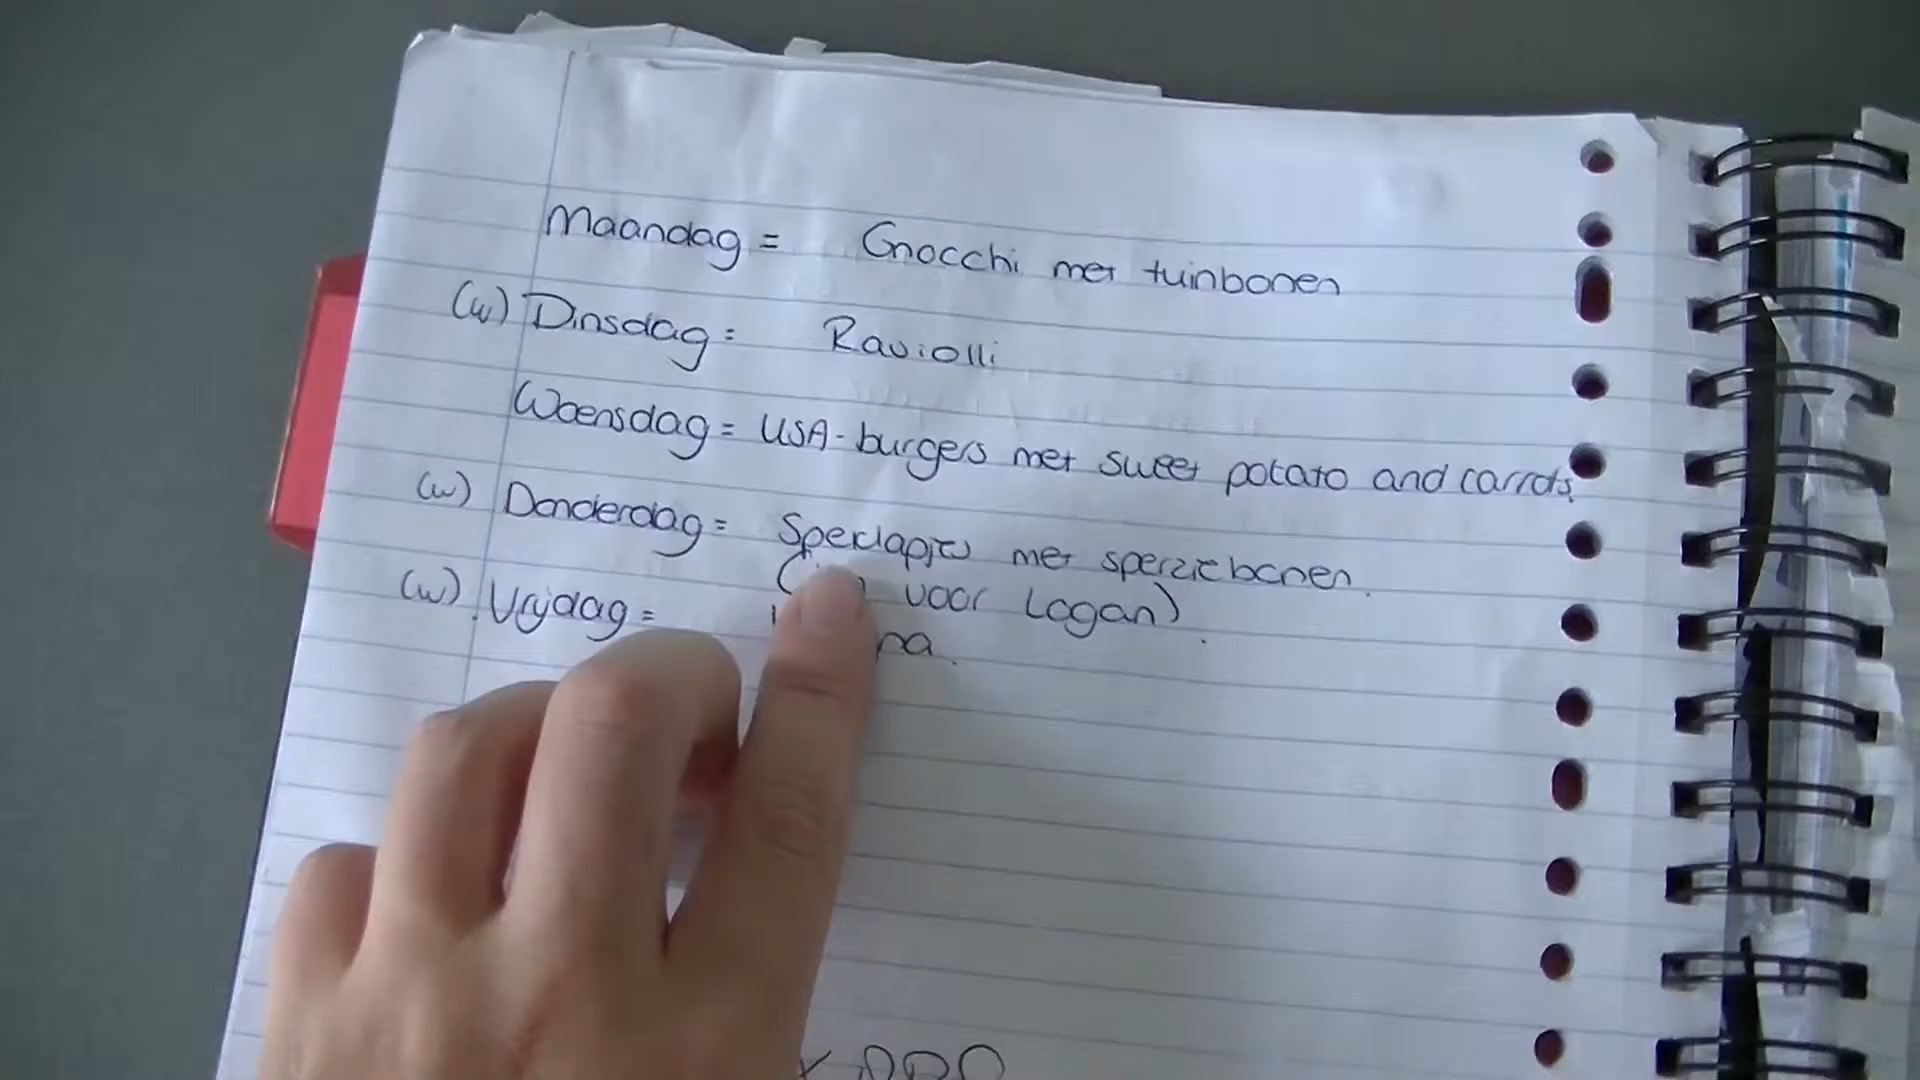 Maandag = Gnocchi met tuinbonen
(w) Dinsdag = Raviolli
Woensdag = USA-burgers met sweet potato and carrots.
(w) Donderdag = Speklapjes met sperziebonen.
voor Logan).
(w) Vrijdag =